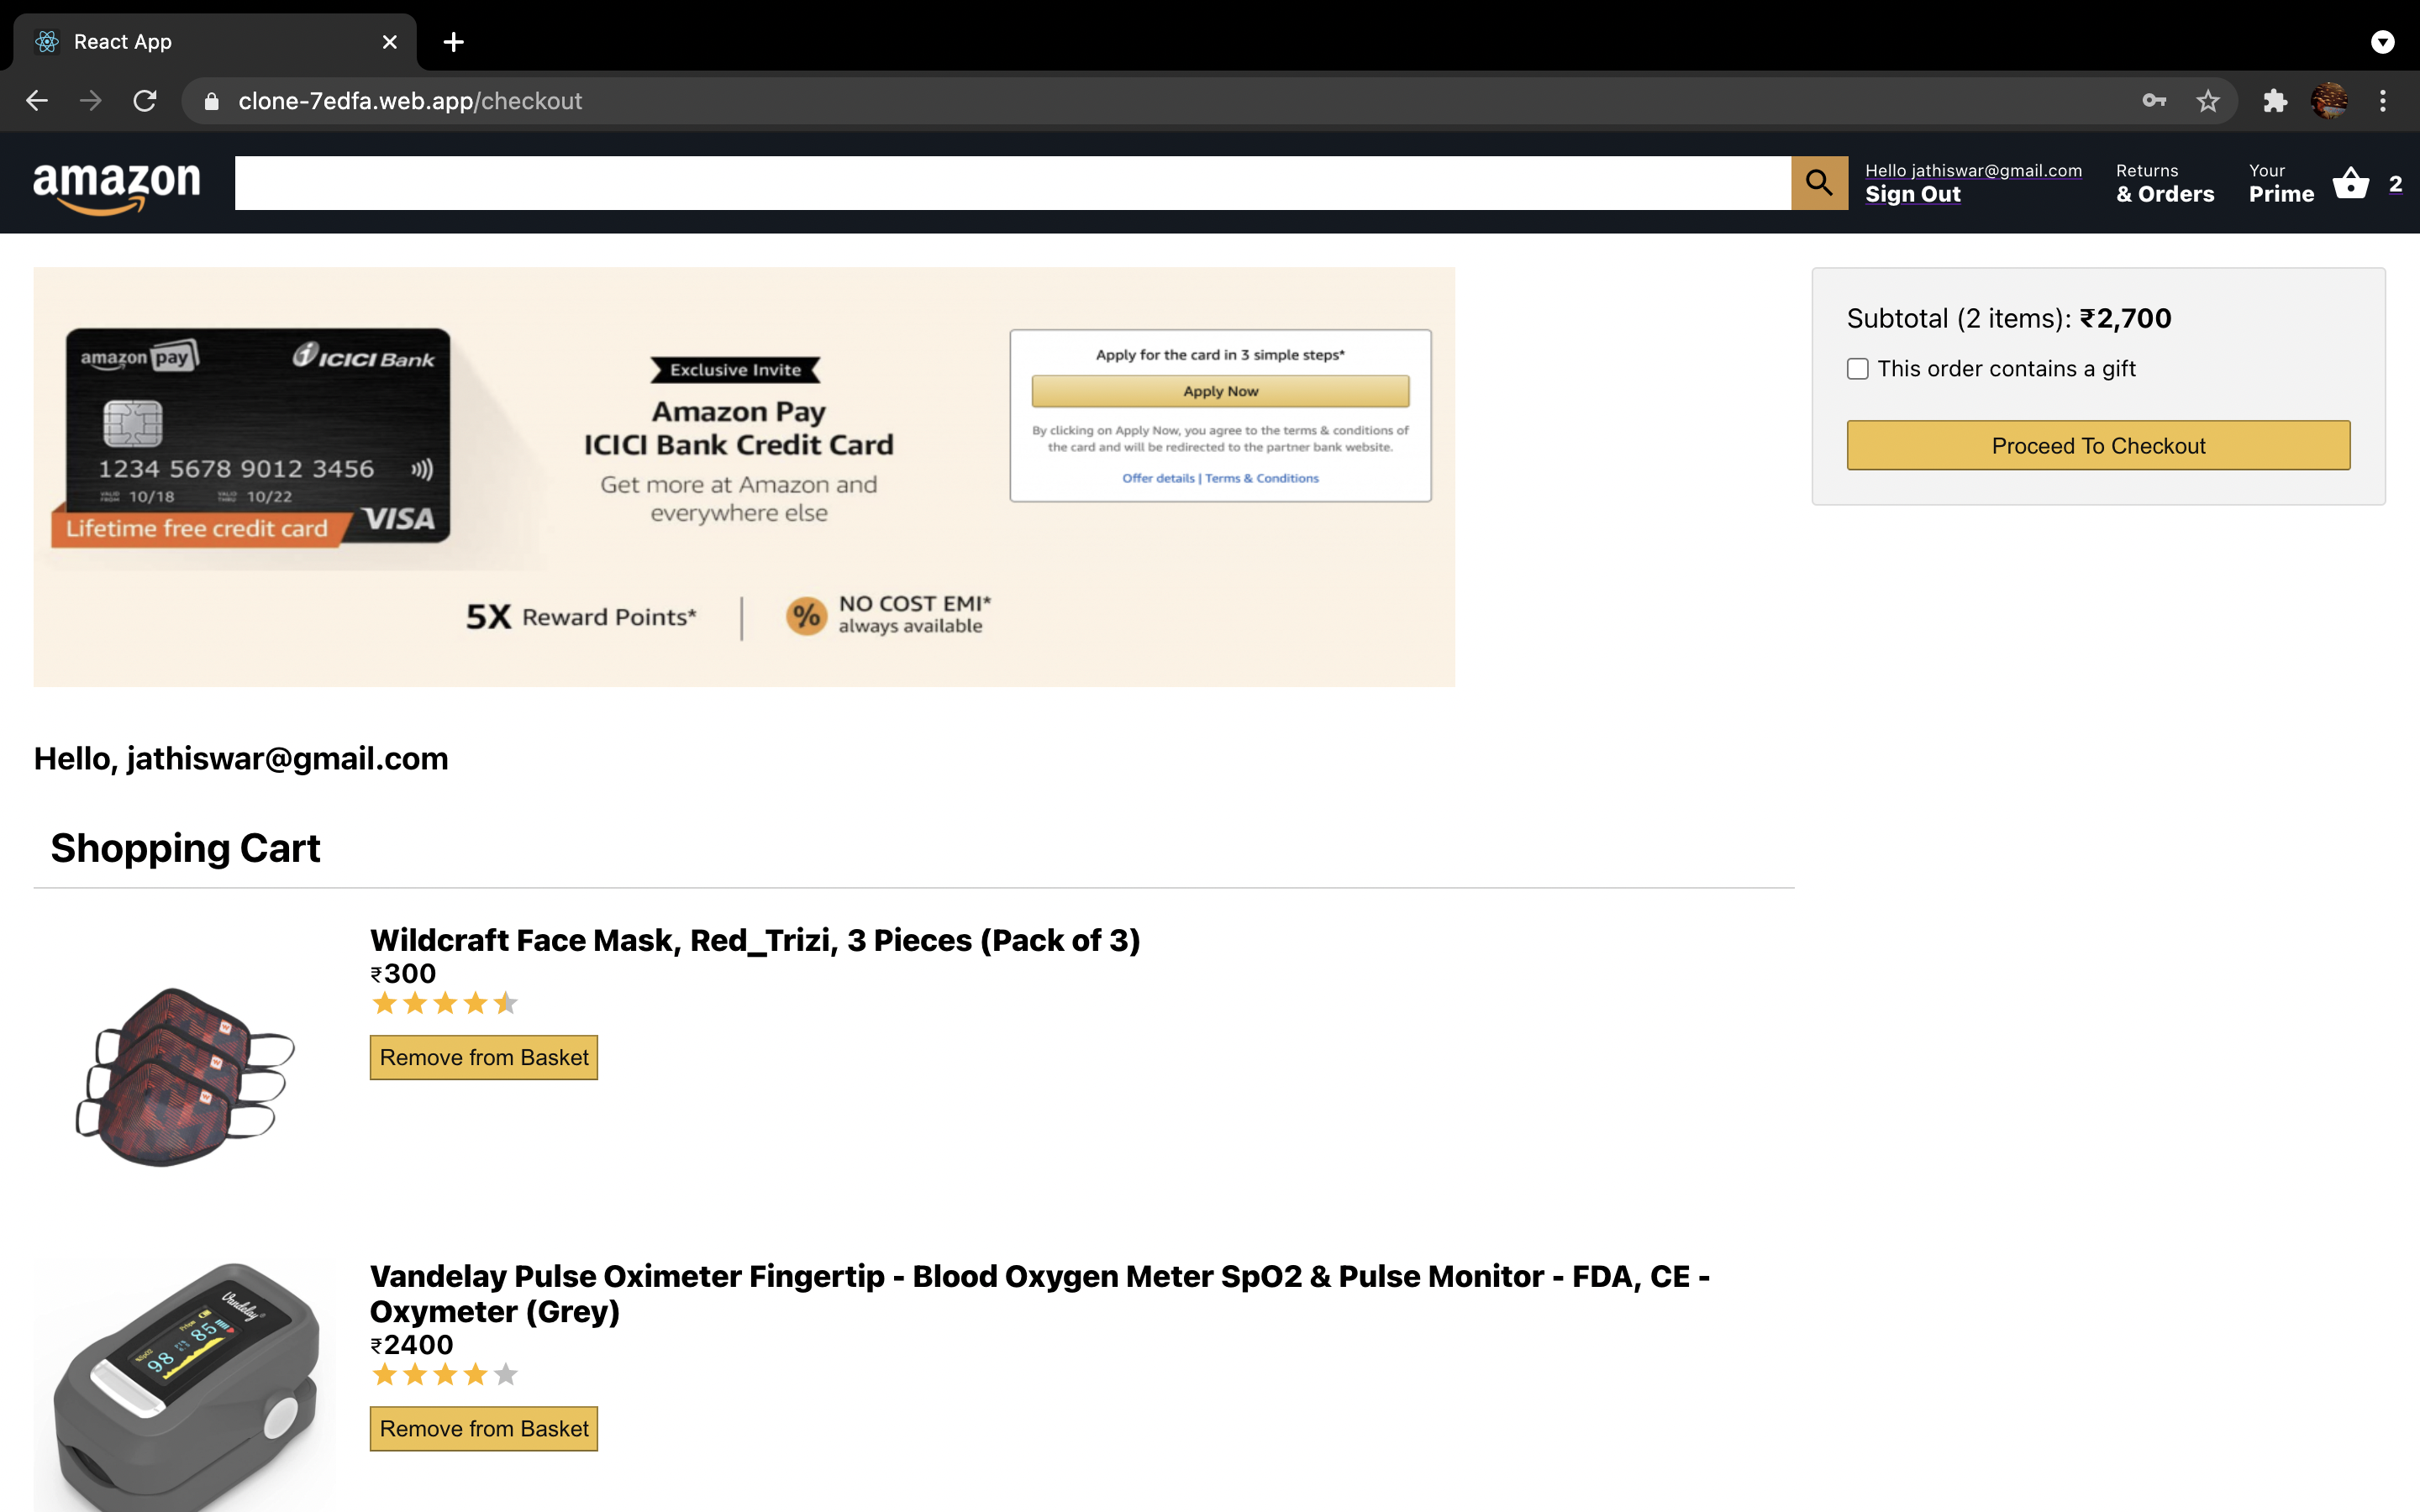 React App
clone-7edfa.web.app/checkout
amazon
Hello jathiswar@gmail.com
Sign Out
Returns
& Orders
Your
Prime
2
amazon pay
ICICI Bank
1234 5678 9012 3456
VALID FROM 10/18 VALID THRU 10/22
VISA
Lifetime free credit card
Exclusive Invite
Amazon Pay
ICICI Bank Credit Card
Get more at Amazon and
everywhere else
Apply for the card in 3 simple steps*
Apply Now
By clicking on Apply Now, you agree to the terms & conditions of
the card and will be redirected to the partner bank website.
Offer details | Terms & Conditions
5X Reward Points*
% NO COST EMI*
always available
Subtotal (2 items): ₹2,700
This order contains a gift
Proceed To Checkout
Hello, jathiswar@gmail.com
Shopping Cart
Wildcraft Face Mask, Red_Trizi, 3 Pieces (Pack of 3)
₹300
Remove from Basket
Vandelay Pulse Oximeter Fingertip - Blood Oxygen Meter SpO2 & Pulse Monitor - FDA, CE -
Oxymeter (Grey)
₹2400
Remove from Basket
Vandelay
98
85